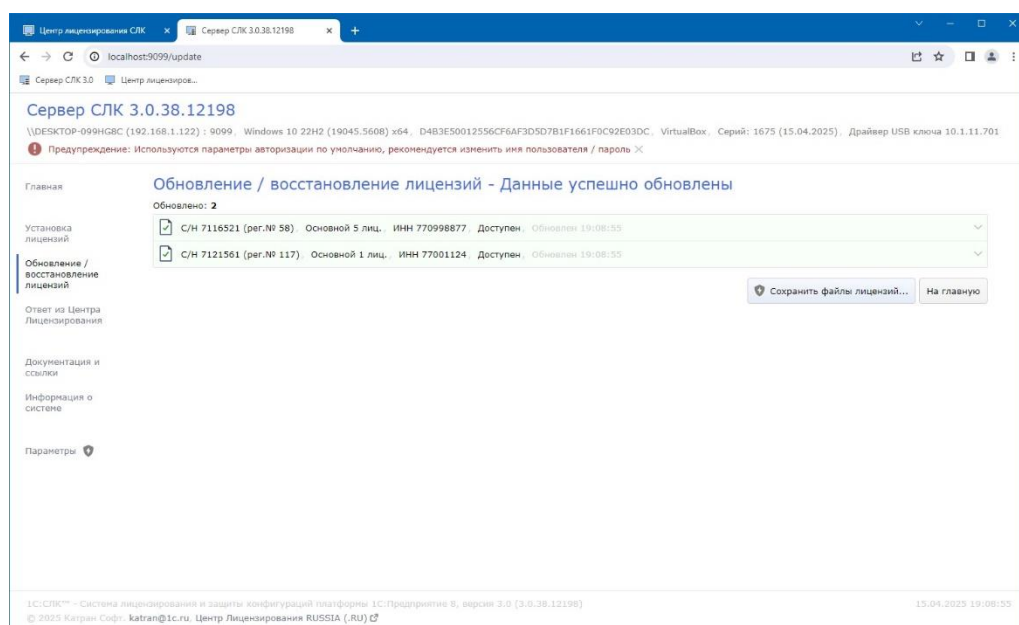 Центр лицензирования СЛК
Сервер СЛК 3.0.38.12198
localhost:9099/update
Сервер СЛК 3.0
Центр лицензиров...
Сервер СЛК 3.0.38.12198
\\DESKTOP-099HG8C (192.168.1.122) : 9099, Windows 10 22H2 (19045.5608) x64, D4B3E50012556CF6AF3D5D7B1F1661F0C92E03DC, VirtualBox, Серий: 1675 (15.04.2025), Драйвер USB ключа 10.1.11.701
Предупреждение: Используются параметры авторизации по умолчанию, рекомендуется изменить имя пользователя / пароль
Главная
Установка
лицензий
Обновление /
восстановление
лицензий
Ответ из Центра
Лицензирования
Документация и
ссылки
Информация о
системе
Параметры
Обновление / восстановление лицензий - Данные успешно обновлены
Обновлено: 2
С/Н 7116521 (рег.№ 58), Основной 5 лиц., ИНН 770998877, Доступен, Обновлен 19:08:55
С/Н 7121561 (рег.№ 117), Основной 1 лиц., ИНН 77001124, Доступен, Обновлен 19:08:55
Сохранить файлы лицензий...
На главную
1С:СЛК™ - Система лицензирования и защиты конфигураций платформы 1С:Предприятие 8, версия 3.0 (3.0.38.12198)
15.04.2025 19:08:55
© 2025 Катран Софт. katran@1c.ru. Центр Лицензирования RUSSIA (.RU)